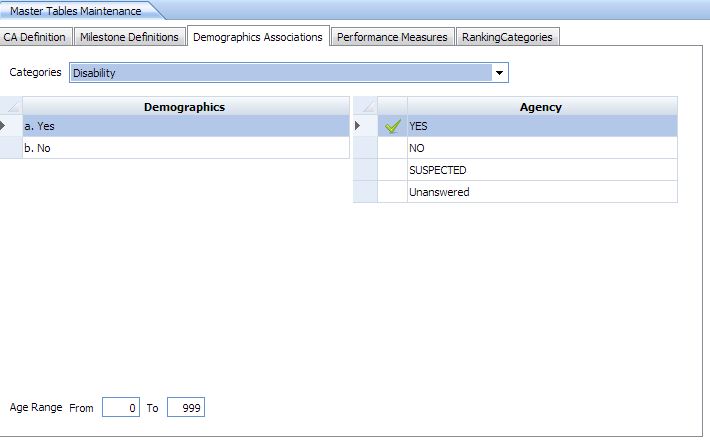 Master Tables Maintenance
CA Definition Milestone Definitions Demographics Associations Performance Measures RankingCategories
Categories Disability
Demographics Agency
a. Yes YES
b. No NO
SUSPECTED
Unanswered
Age Range From 0 To 999